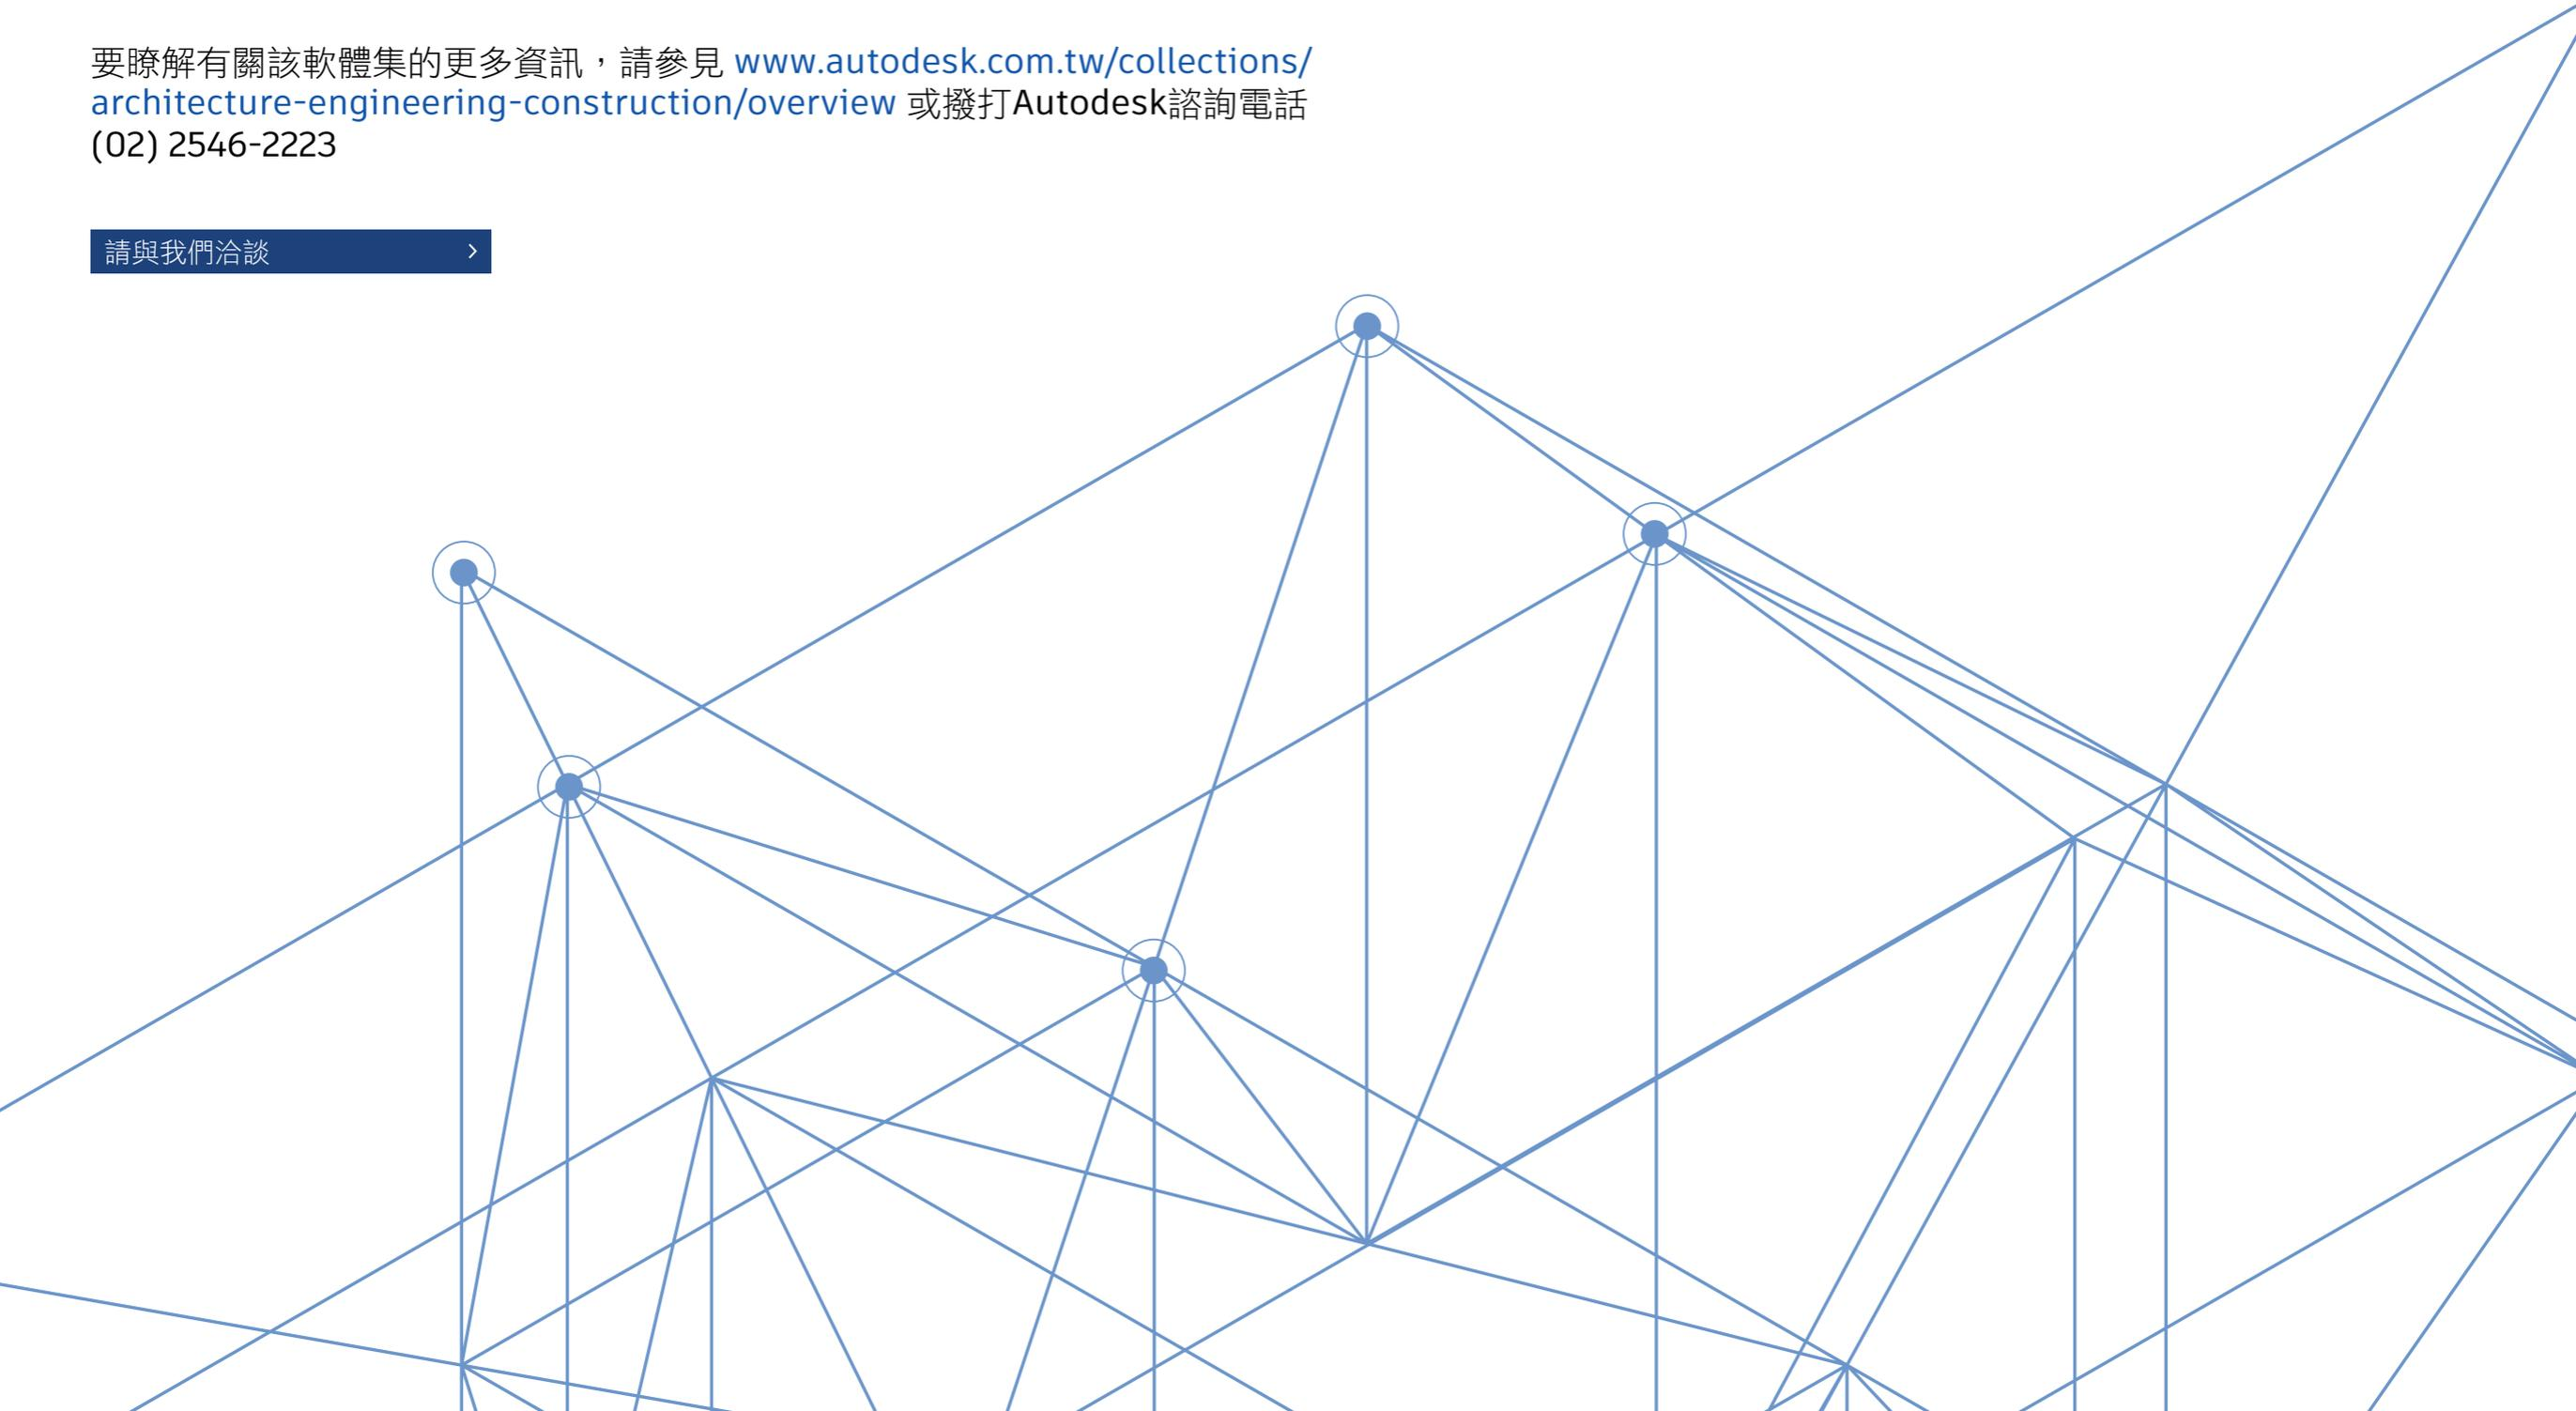 要瞭解有關該軟體集的更多資訊，請參見 www.autodesk.com.tw/collections/
architecture-engineering-construction/overview 或撥打Autodesk諮詢電話
(02) 2546-2223
請與我們洽談